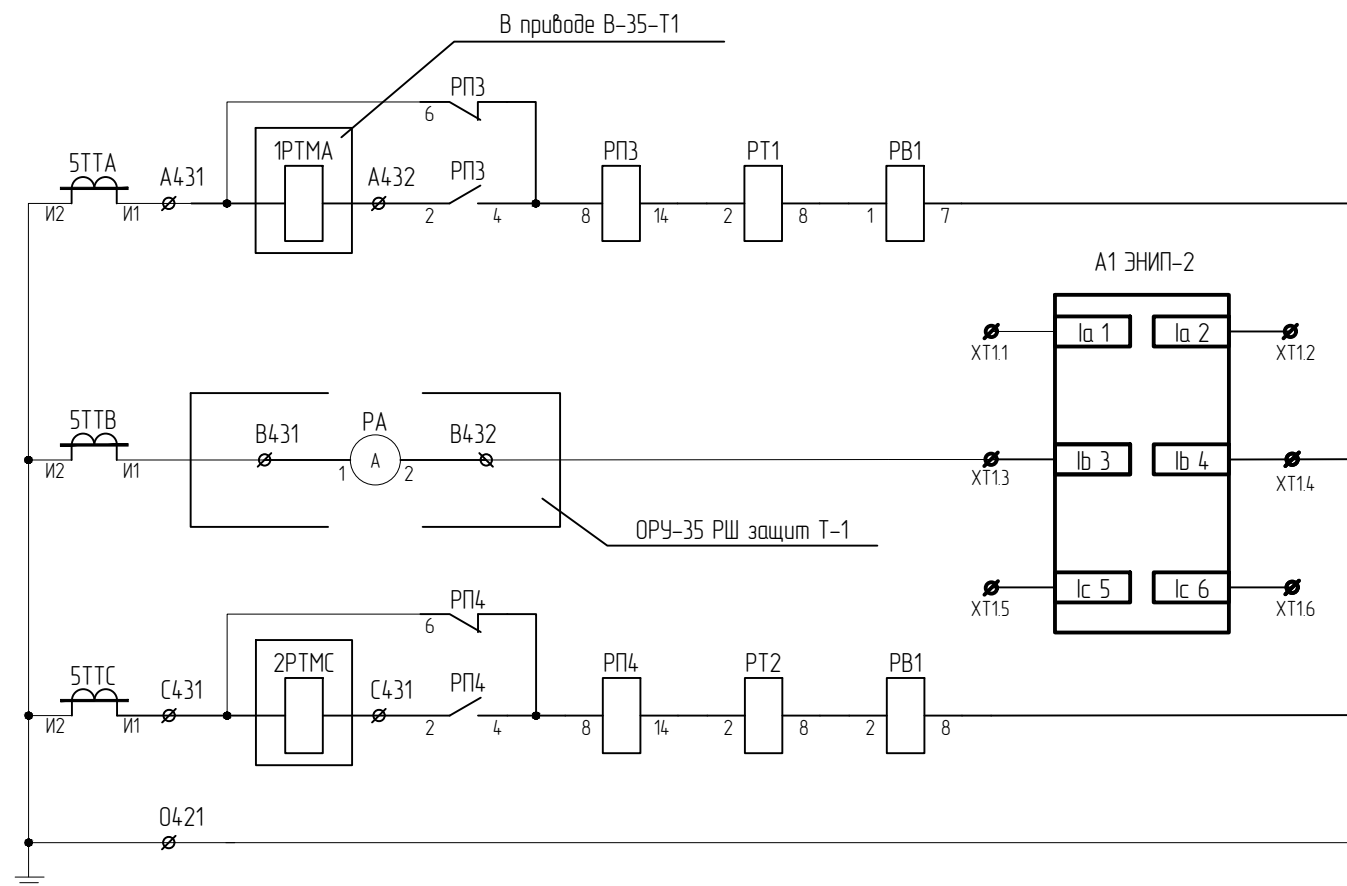 В приводе В-35-Т1
РП3
6
5ТТА
И2
И1
А431
1РТМА
А432
РП3
2
4
РП3
8
14
РТ1
2
8
РВ1
1
7
А1 ЭНИП-2
ХТ1.1
Ia 1
Ia 2
ХТ1.2
5ТТВ
И2
И1
В431
РА
1
А
2
В432
ХТ1.3
Ib 3
Ib 4
ХТ1.4
ОРУ-35 РШ защит Т-1
ХТ1.5
Ic 5
Ic 6
ХТ1.6
РП4
6
5ТТС
И2
И1
С431
2РТМС
С431
РП4
2
4
РП4
8
14
РТ2
2
8
РВ1
2
8
О421